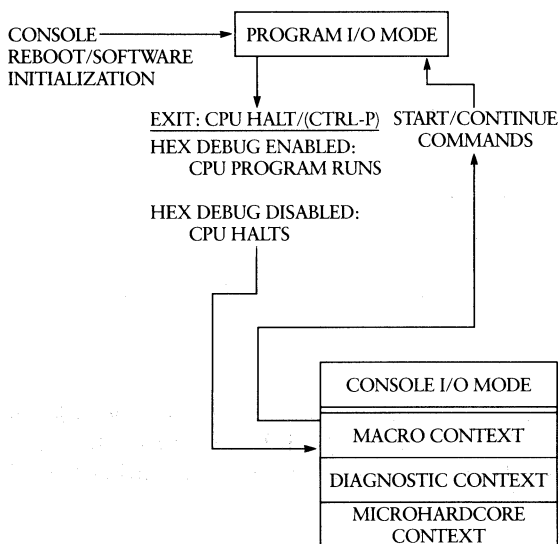 CONSOLE
REBOOT/SOFTWARE
INITIALIZATION
PROGRAM I/O MODE
EXIT: CPU HALT/(CTRL-P)
HEX DEBUG ENABLED:
CPU PROGRAM RUNS
HEX DEBUG DISABLED:
CPU HALTS
START/CONTINUE
COMMANDS
CONSOLE I/O MODE
MACRO CONTEXT
DIAGNOSTIC CONTEXT
MICROHARDCORE
CONTEXT